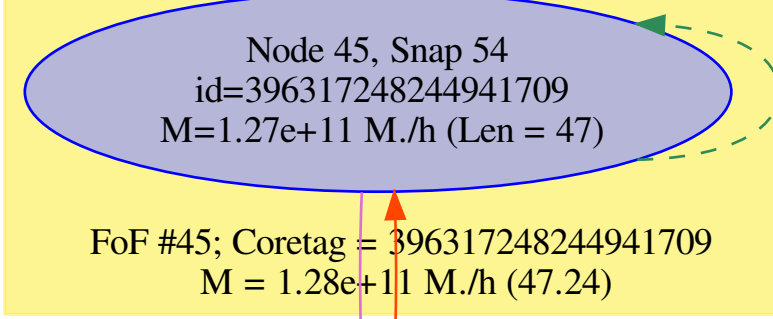 Node 45, Snap 54
id=396317248244941709
M=1.27e+11 M./h (Len = 47)
FoF #45; Coretag = 396317248244941709
M = 1.28e+11 M./h (47.24)